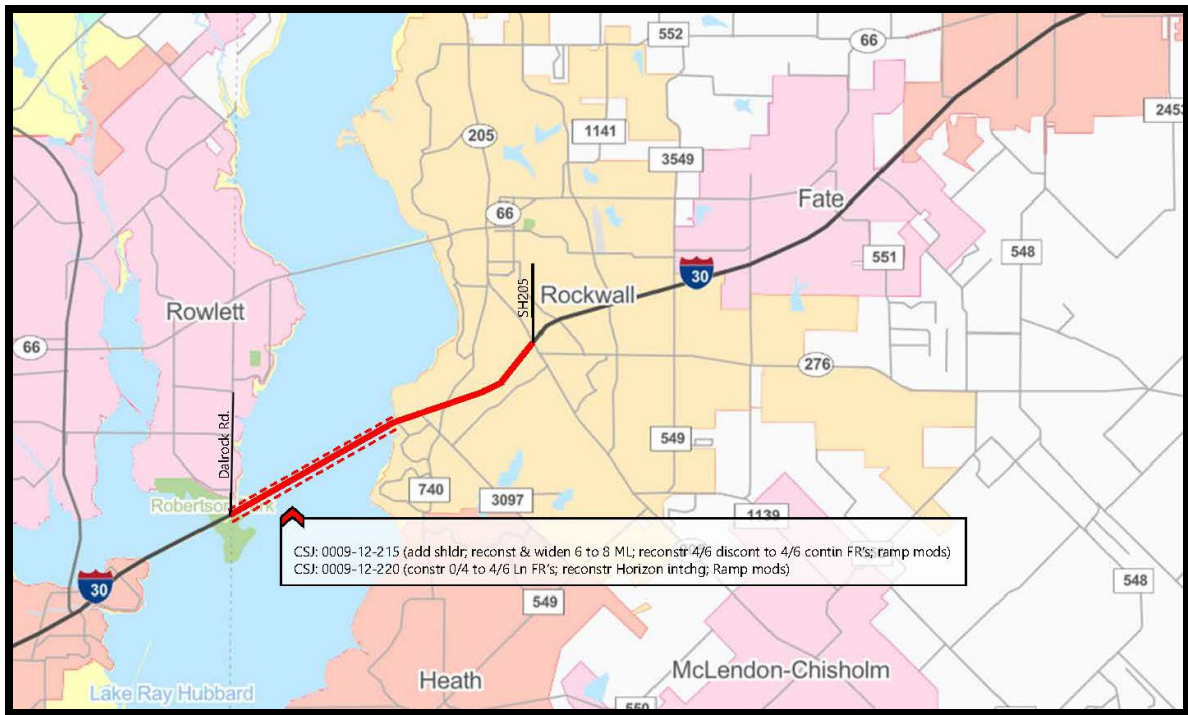 552
66
2453
205
1141
3549
66
Fate
551
548
30
SH205
Rockwall
Rowlett
66
276
Dalrock Rd.
549
740
3097
Robertson
1139
CSJ: 0009-12-215 (add shldr; reconst & widen 6 to 8 ML; reconstr 4/6 discont to 4/6 contin FR's; ramp mods)
CSJ: 0009-12-220 (constr 0/4 to 4/6 Ln FR's; reconstr Horizon intchg; Ramp mods)
30
548
549
Heath
McLendon-Chisholm
Lake Ray Hubbard
550